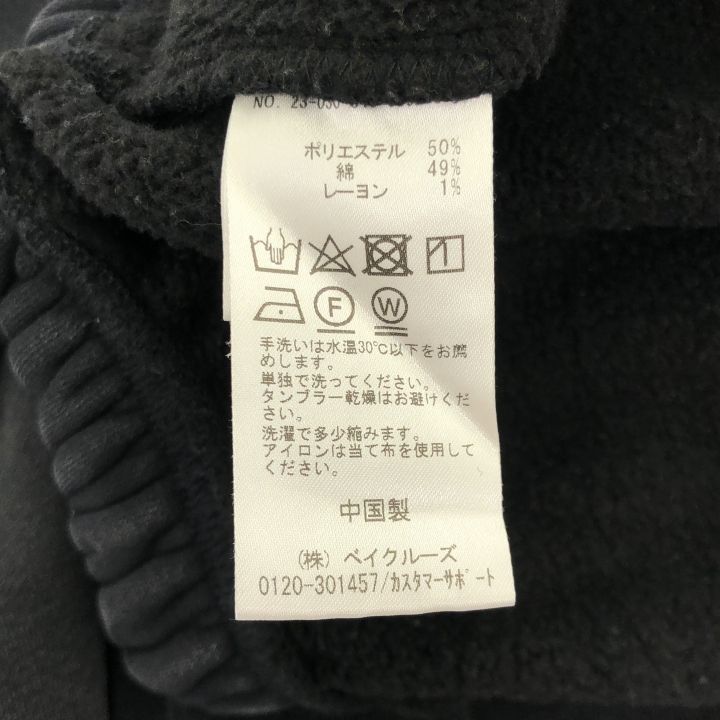 ポリエステル 50%
綿 49%
レーヨン 1%
F W
手洗いは水温30℃以下をお薦
めします。
単独で洗ってください。
タンブラー乾燥はお避けくだ
さい。
洗濯で多少縮みます。
アイロンは当て布を使用して
ください。
中国製
(株) ベイクルーズ
0120-301457/カスタマーサポート